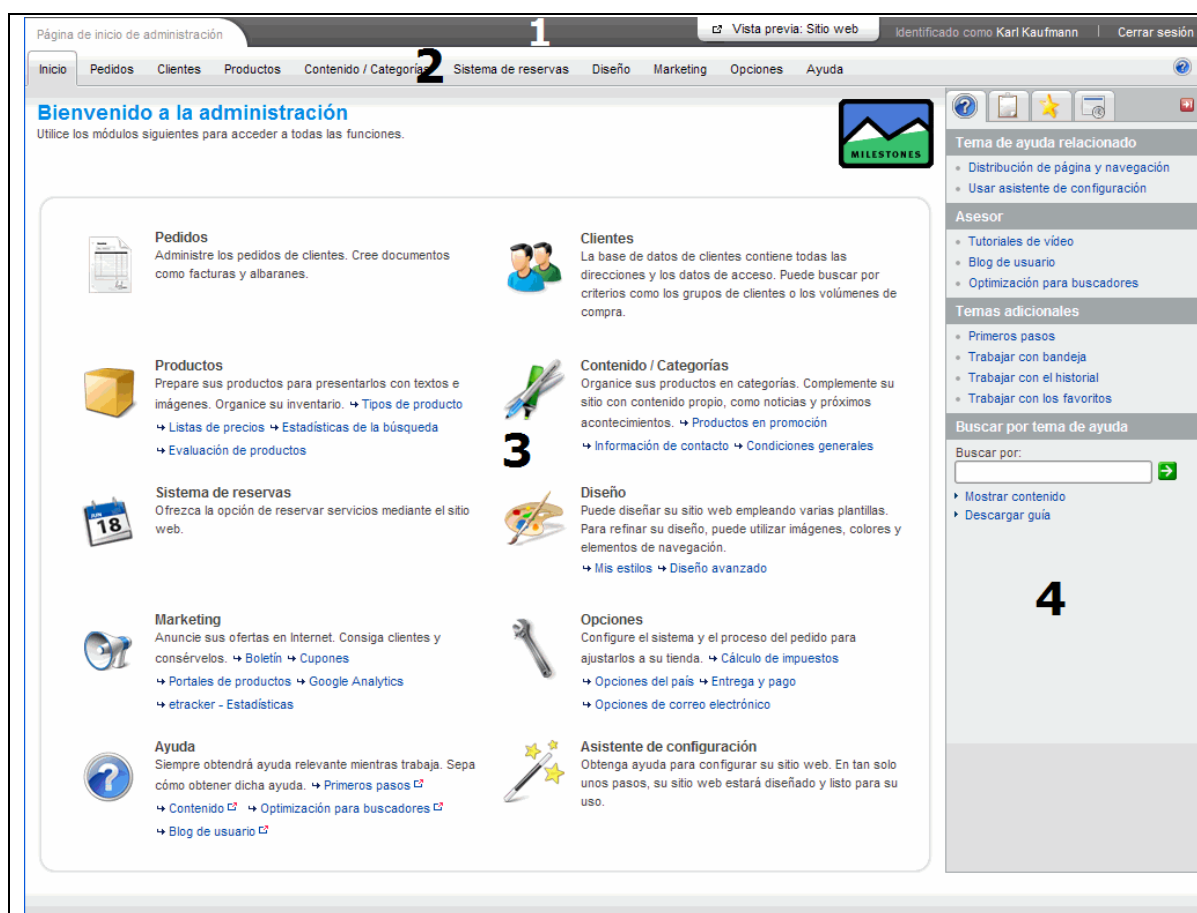 Página de inicio de administración
1
Vista previa: Sitio web
Identificado como Karl Kaufmann | Cerrar sesión
Inicio Pedidos Clientes Productos Contenido / Categorías 2 Sistema de reservas Diseño Marketing Opciones Ayuda
Bienvenido a la administración
Utilice los módulos siguientes para acceder a todas las funciones.
MILESTONES
Pedidos
Administre los pedidos de clientes. Cree documentos
como facturas y albaranes.
Clientes
La base de datos de clientes contiene todas las
direcciones y los datos de acceso. Puede buscar por
criterios como los grupos de clientes o los volúmenes de
compra.
Productos
Prepare sus productos para presentarlos con textos e
imágenes. Organice su inventario. Tipos de producto
Listas de precios Estadísticas de la búsqueda
Evaluación de productos
Contenido / Categorías
Organice sus productos en categorías. Complemente su
sitio con contenido propio, como noticias y próximos
acontecimientos. Productos en promoción
Información de contacto Condiciones generales
3
Sistema de reservas
Ofrezca la opción de reservar servicios mediante el sitio
web.
JUN
18
Diseño
Puede diseñar su sitio web empleando varias plantillas.
Para refinar su diseño, puede utilizar imágenes, colores y
elementos de navegación.
Mis estilos Diseño avanzado
Marketing
Anuncie sus ofertas en Internet. Consiga clientes y
consérvelos. Boletín Cupones
Portales de productos Google Analytics
etracker - Estadísticas
Opciones
Configure el sistema y el proceso del pedido para
ajustarlos a su tienda. Cálculo de impuestos
Opciones del país Entrega y pago
Opciones de correo electrónico
Ayuda
Siempre obtendrá ayuda relevante mientras trabaja. Sepa
cómo obtener dicha ayuda. Primeros pasos
Contenido Optimización para buscadores
Blog de usuario
Asistente de configuración
Obtenga ayuda para configurar su sitio web. En tan solo
unos pasos, su sitio web estará diseñado y listo para su
uso.
Tema de ayuda relacionado
Distribución de página y navegación
Usar asistente de configuración
Asesor
Tutoriales de vídeo
Blog de usuario
Optimización para buscadores
Temas adicionales
Primeros pasos
Trabajar con bandeja
Trabajar con el historial
Trabajar con los favoritos
Buscar por tema de ayuda
Buscar por:
Mostrar contenido
Descargar guía
4